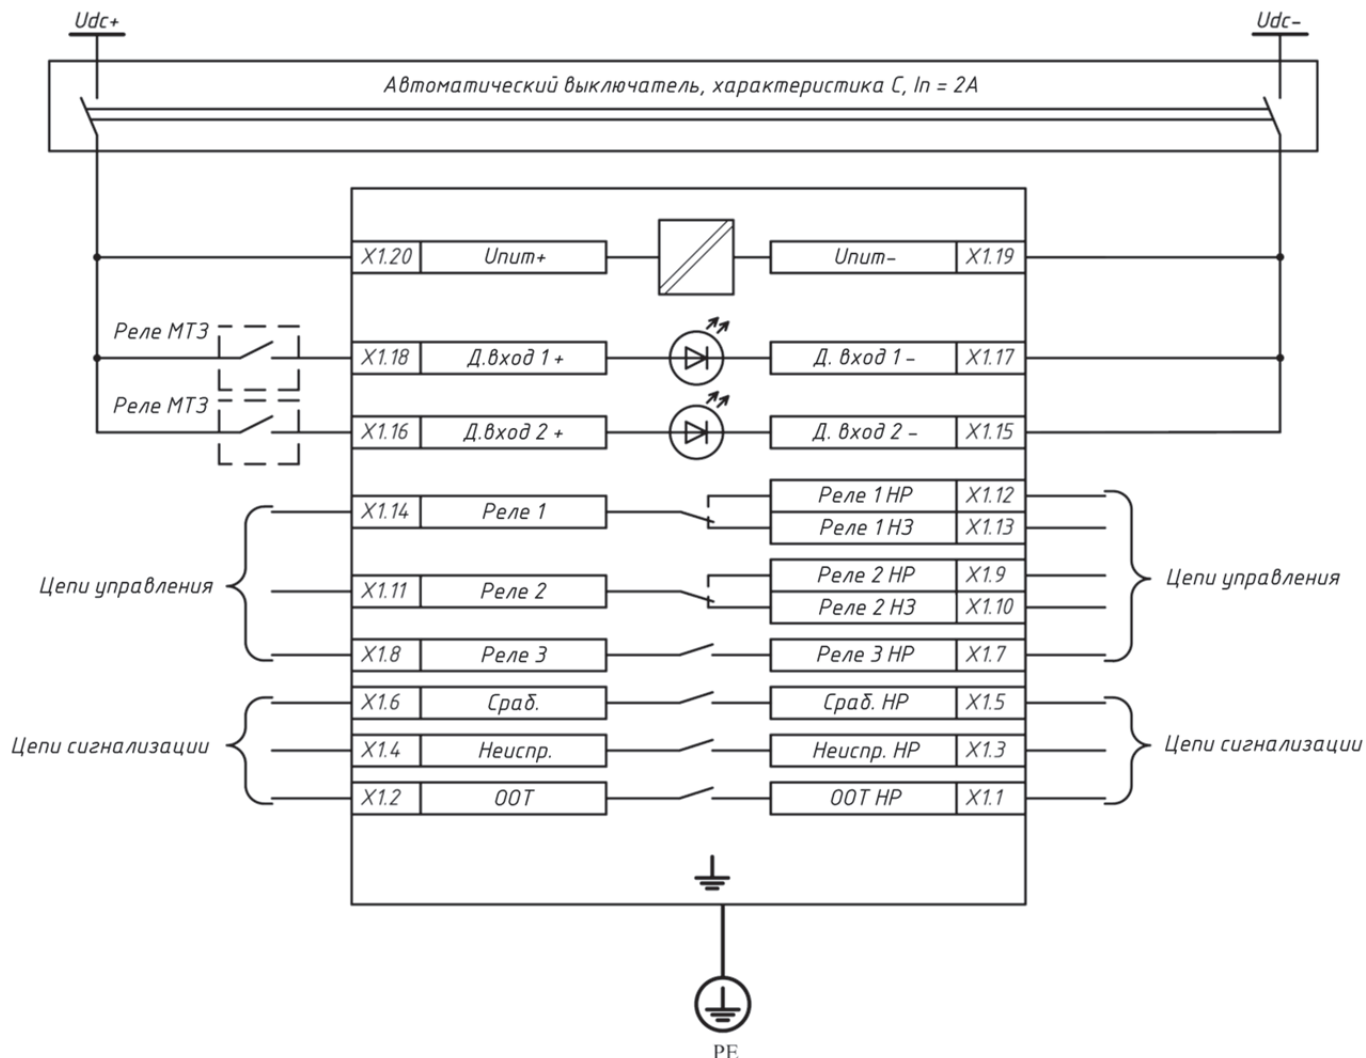 Udc+
Udc-
Автоматический выключатель, характеристика С, In = 2А
X1.20 Uпит+ Uпит- X1.19
Реле МТЗ
X1.18 Д.вход 1 + Д. вход 1 - X1.17
Реле МТЗ
X1.16 Д.вход 2 + Д. вход 2 - X1.15
X1.14 Реле 1 Реле 1 НР X1.12
Реле 1 НЗ X1.13
Цепи управления
X1.11 Реле 2 Реле 2 НР X1.9
Реле 2 НЗ X1.10
Цепи управления
X1.8 Реле 3 Реле 3 НР X1.7
X1.6 Сраб. Сраб. НР X1.5
Цепи сигнализации
X1.4 Неиспр. Неиспр. НР X1.3
Цепи сигнализации
X1.2 ООТ ООТ НР X1.1
PE